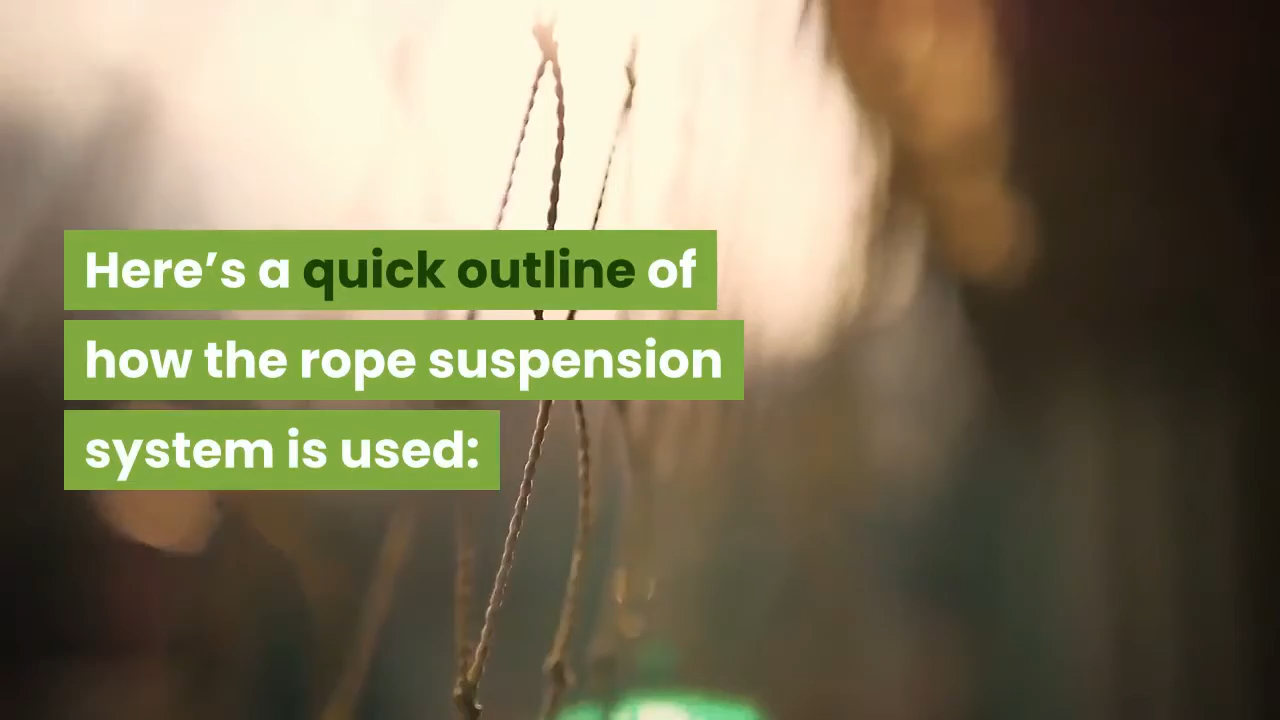 Here’s a quick outline of
how the rope suspension
system is used: